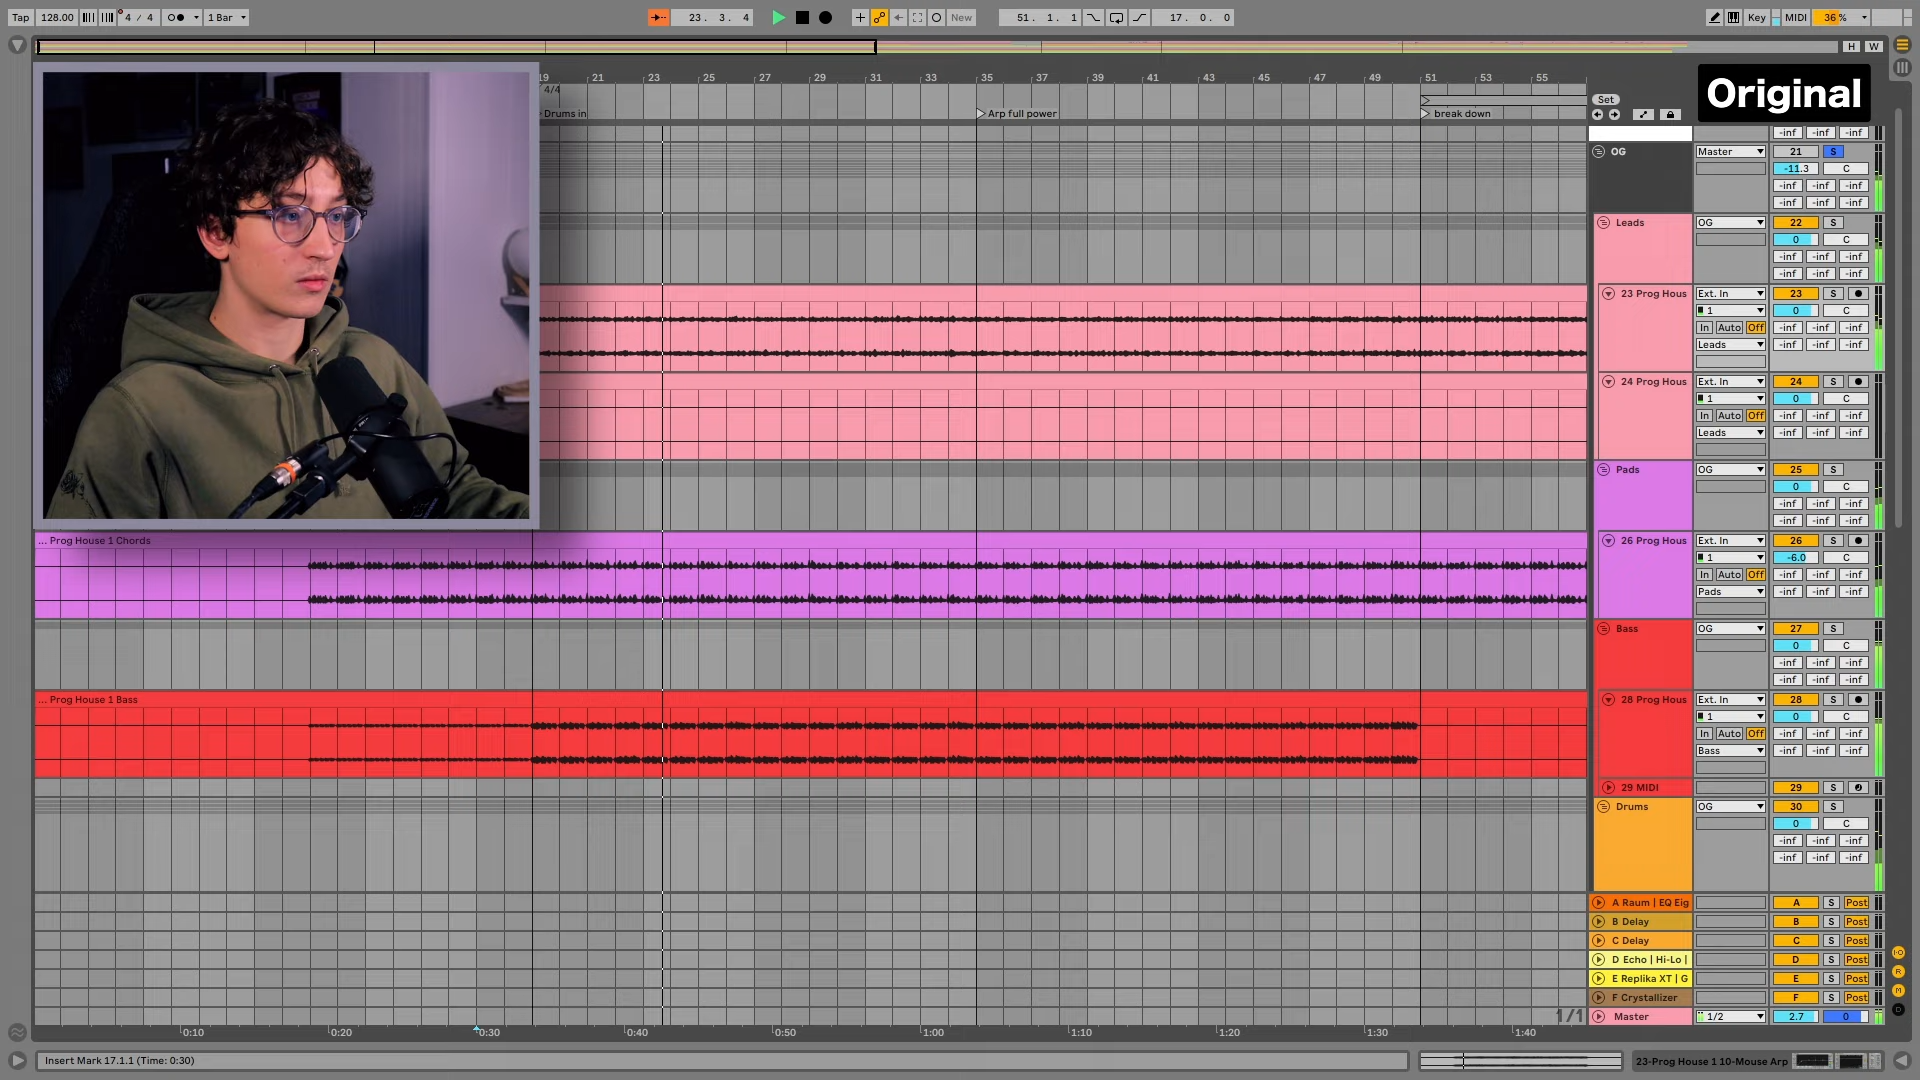 Tap 128.00 4 / 4 1 Bar 23 . 3 . 4 New 51 . 1 . 1 17 . 0 . 0 Key MIDI 36 %
H W
19 21 23 25 27 29 31 33 35 37 39 41 43 45 47 49 51 53 55
4/4
Drums in Arp full power break down
Set
Original
-inf -inf -inf
OG Master 21 S
-11.3 C
-inf -inf -inf
-inf -inf -inf
Leads OG 22 S
0 C
-inf -inf -inf
-inf -inf -inf
23 Prog Hous Ext. In 23 S
1 0 C
In Auto Off -inf -inf -inf
Leads -inf -inf -inf
24 Prog Hous Ext. In 24 S
1 0 C
In Auto Off -inf -inf -inf
Leads -inf -inf -inf
Pads OG 25 S
0 C
-inf -inf -inf
-inf -inf -inf
... Prog House 1 Chords
26 Prog Hous Ext. In 26 S
1 -6.0 C
In Auto Off -inf -inf -inf
Pads -inf -inf -inf
Bass OG 27 S
0 C
-inf -inf -inf
-inf -inf -inf
... Prog House 1 Bass
28 Prog Hous Ext. In 28 S
1 0 C
In Auto Off -inf -inf -inf
Bass -inf -inf -inf
29 MIDI 29 S
Drums OG 30 S
0 C
-inf -inf -inf
-inf -inf -inf
A Raum | EQ Eig A S Post
B Delay B S Post
C Delay C S Post
D Echo | Hi-Lo | D S Post
E Replika XT | G E S Post
F Crystallizer F S Post
1/1 Master 1/2 2.7 0
0:10 0:20 0:30 0:40 0:50 1:00 1:10 1:20 1:30 1:40
Insert Mark 17.1.1 (Time: 0:30)
23-Prog House 1 10-Mouse Arp